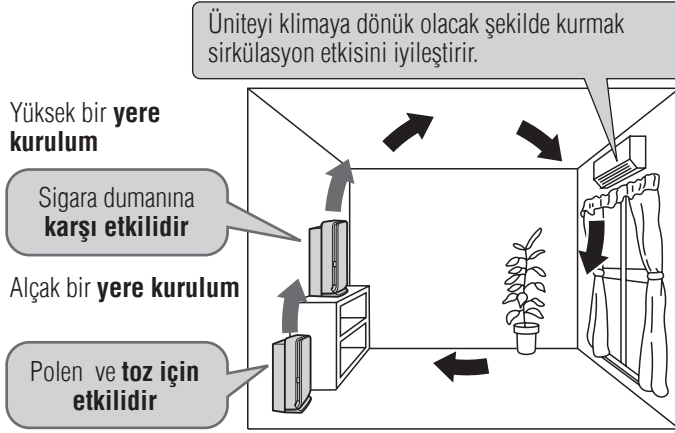 Üniteyi klimaya dönük olacak şekilde kurmak
sirkülasyon etkisini iyileştirir.
Yüksek bir yere
kurulum
Sigara dumanına
karşı etkilidir
Alçak bir yere kurulum
Polen ve toz için
etkilidir